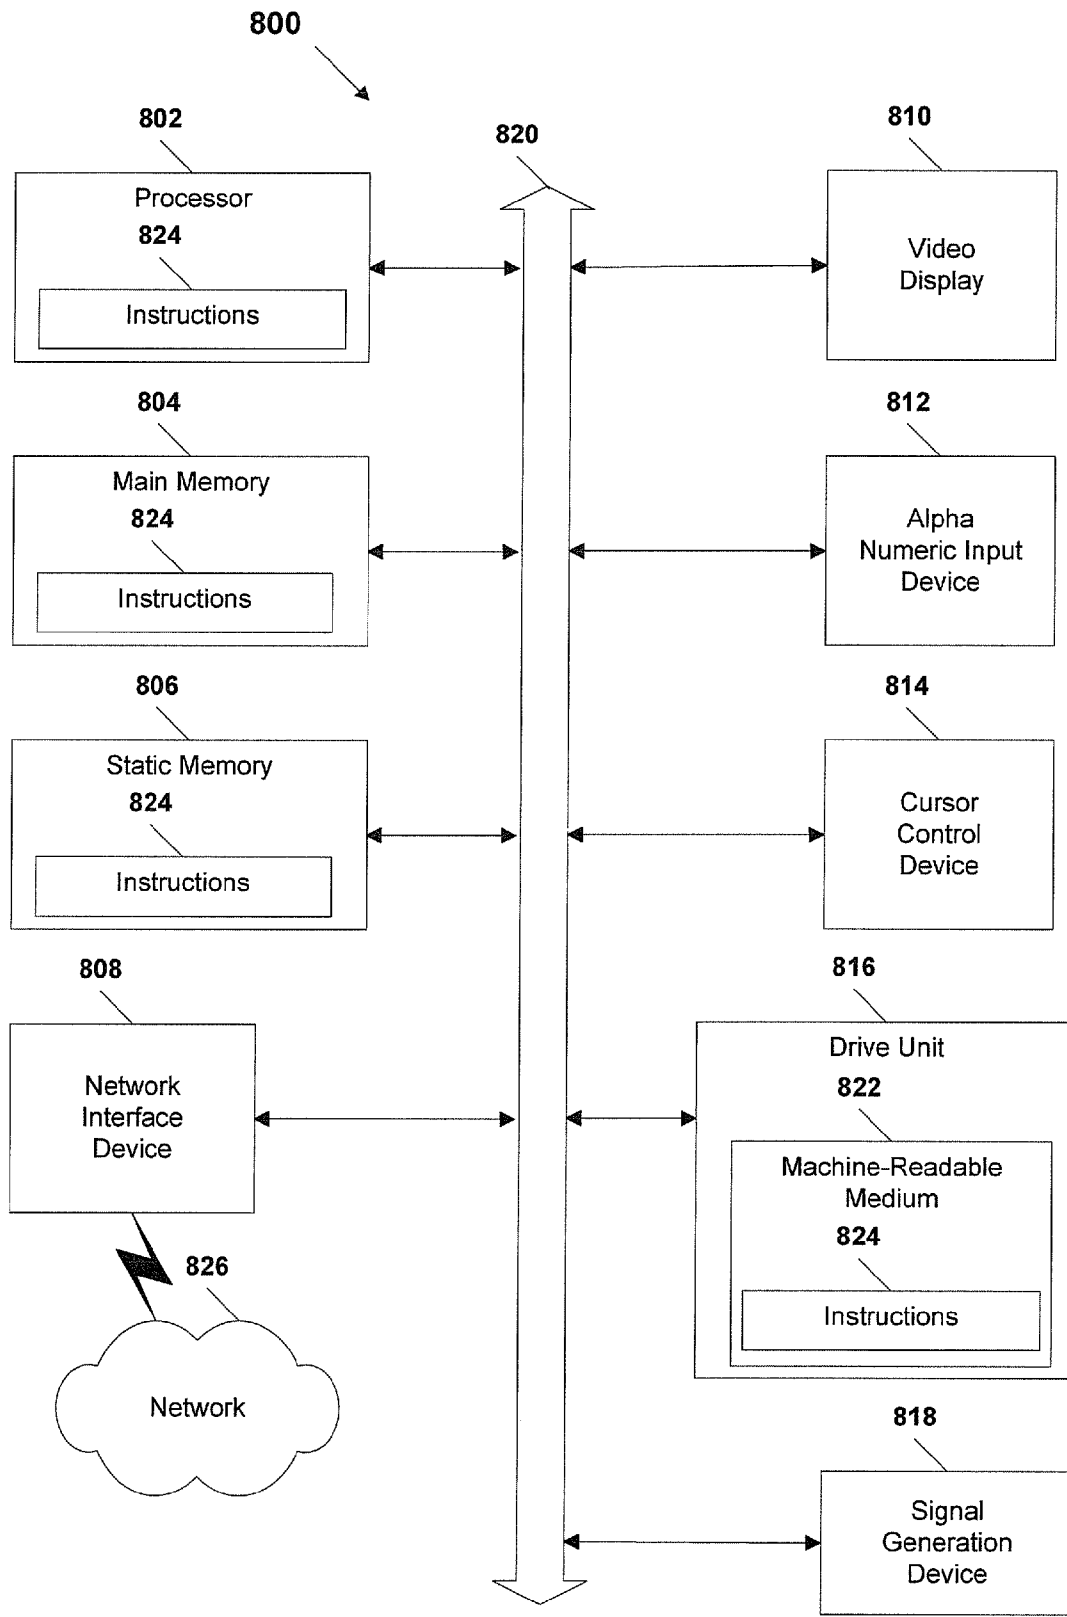 800
802
Processor
824
Instructions
804
Main Memory
824
Instructions
806
Static Memory
824
Instructions
808
Network
Interface
Device
826
Network
820
810
Video
Display
812
Alpha
Numeric Input
Device
814
Cursor
Control
Device
816
Drive Unit
822
Machine-Readable
Medium
824
Instructions
818
Signal
Generation
Device